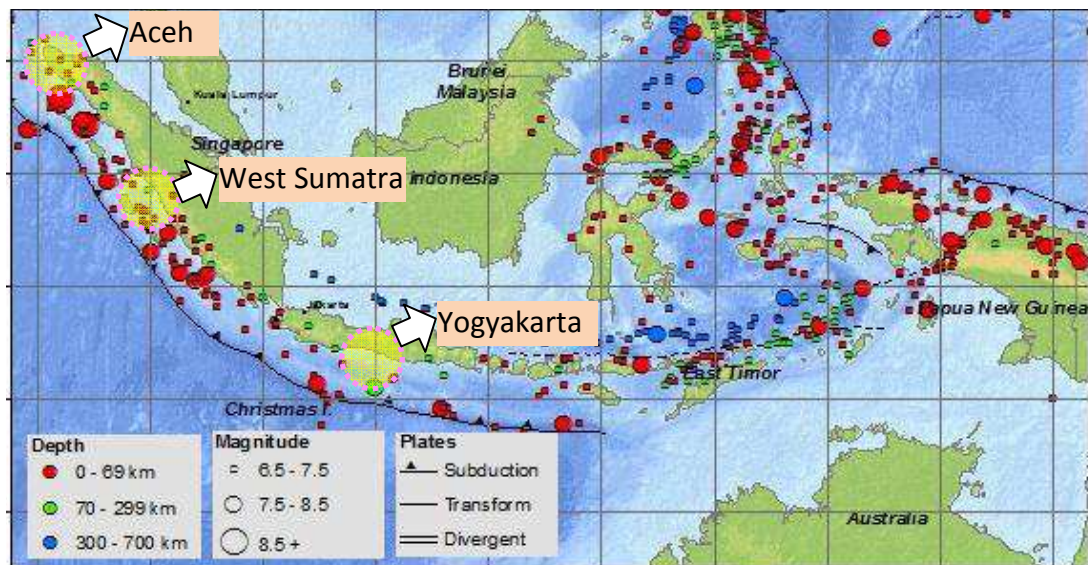 Aceh
Brunei
Malaysia
Kuala Lumpur
Singapore
West Sumatra
Indonesia
Jakarta
Yogyakarta
Papua New Guinea
East Timor
Christmas I.
Depth
0 - 69 km
70 - 299 km
300 - 700 km
Magnitude
6.5 - 7.5
7.5 - 8.5
8.5 +
Plates
Subduction
Transform
Divergent
Australia